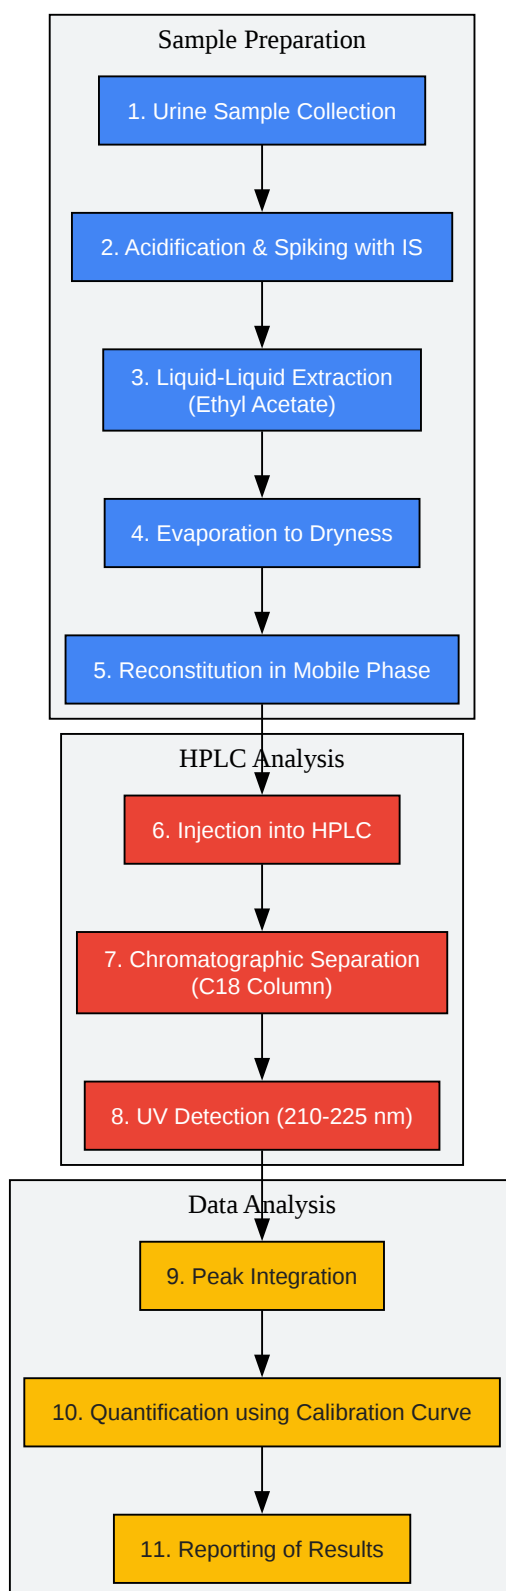 Sample Preparation
1. Urine Sample Collection
2. Acidification & Spiking with IS
3. Liquid-Liquid Extraction
(Ethyl Acetate)
4. Evaporation to Dryness
5. Reconstitution in Mobile Phase
HPLC Analysis
6. Injection into HPLC
7. Chromatographic Separation
(C18 Column)
8. UV Detection (210-225 nm)
Data Analysis
9. Peak Integration
10. Quantification using Calibration Curve
11. Reporting of Results